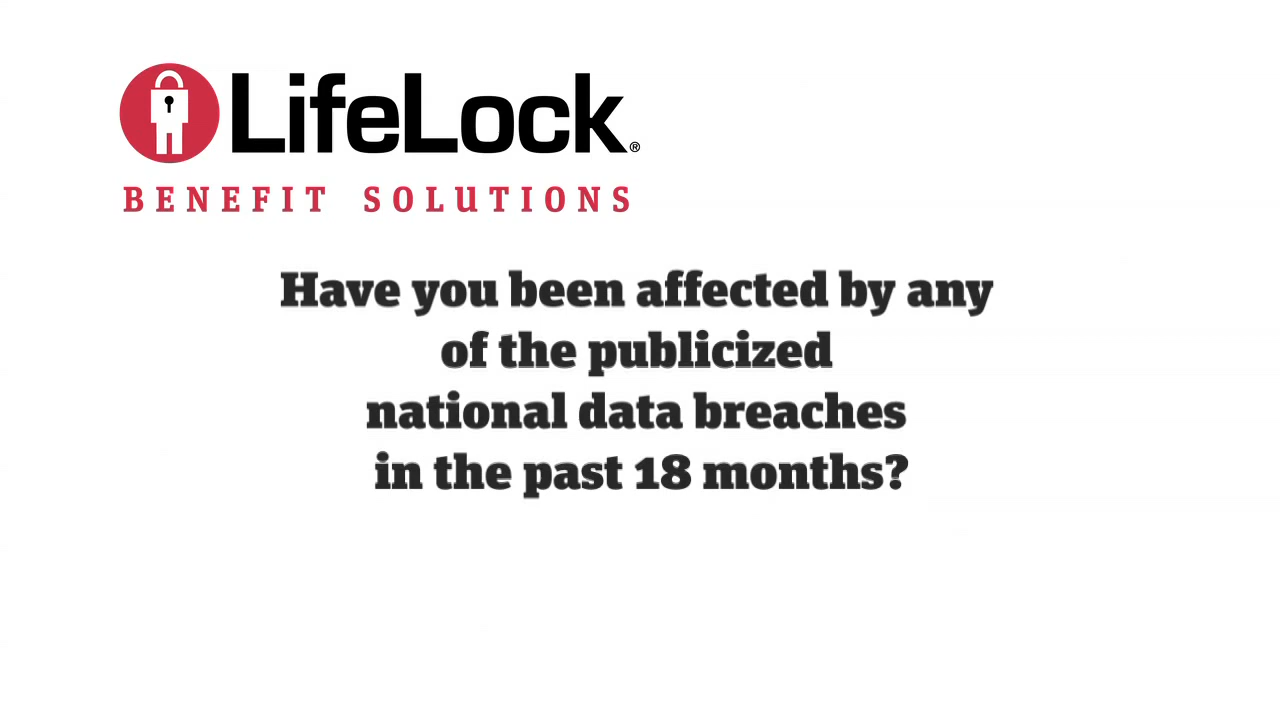 LifeLock®
BENEFIT SOLUTIONS
Have you been affected by any
of the publicized
national data breaches
in the past 18 months?